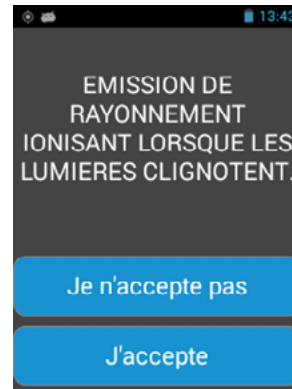 13:43
EMISSION DE
RAYONNEMENT
IONISANT LORSQUE LES
LUMIERES CLIGNOTENT.
Je n'accepte pas
J'accepte